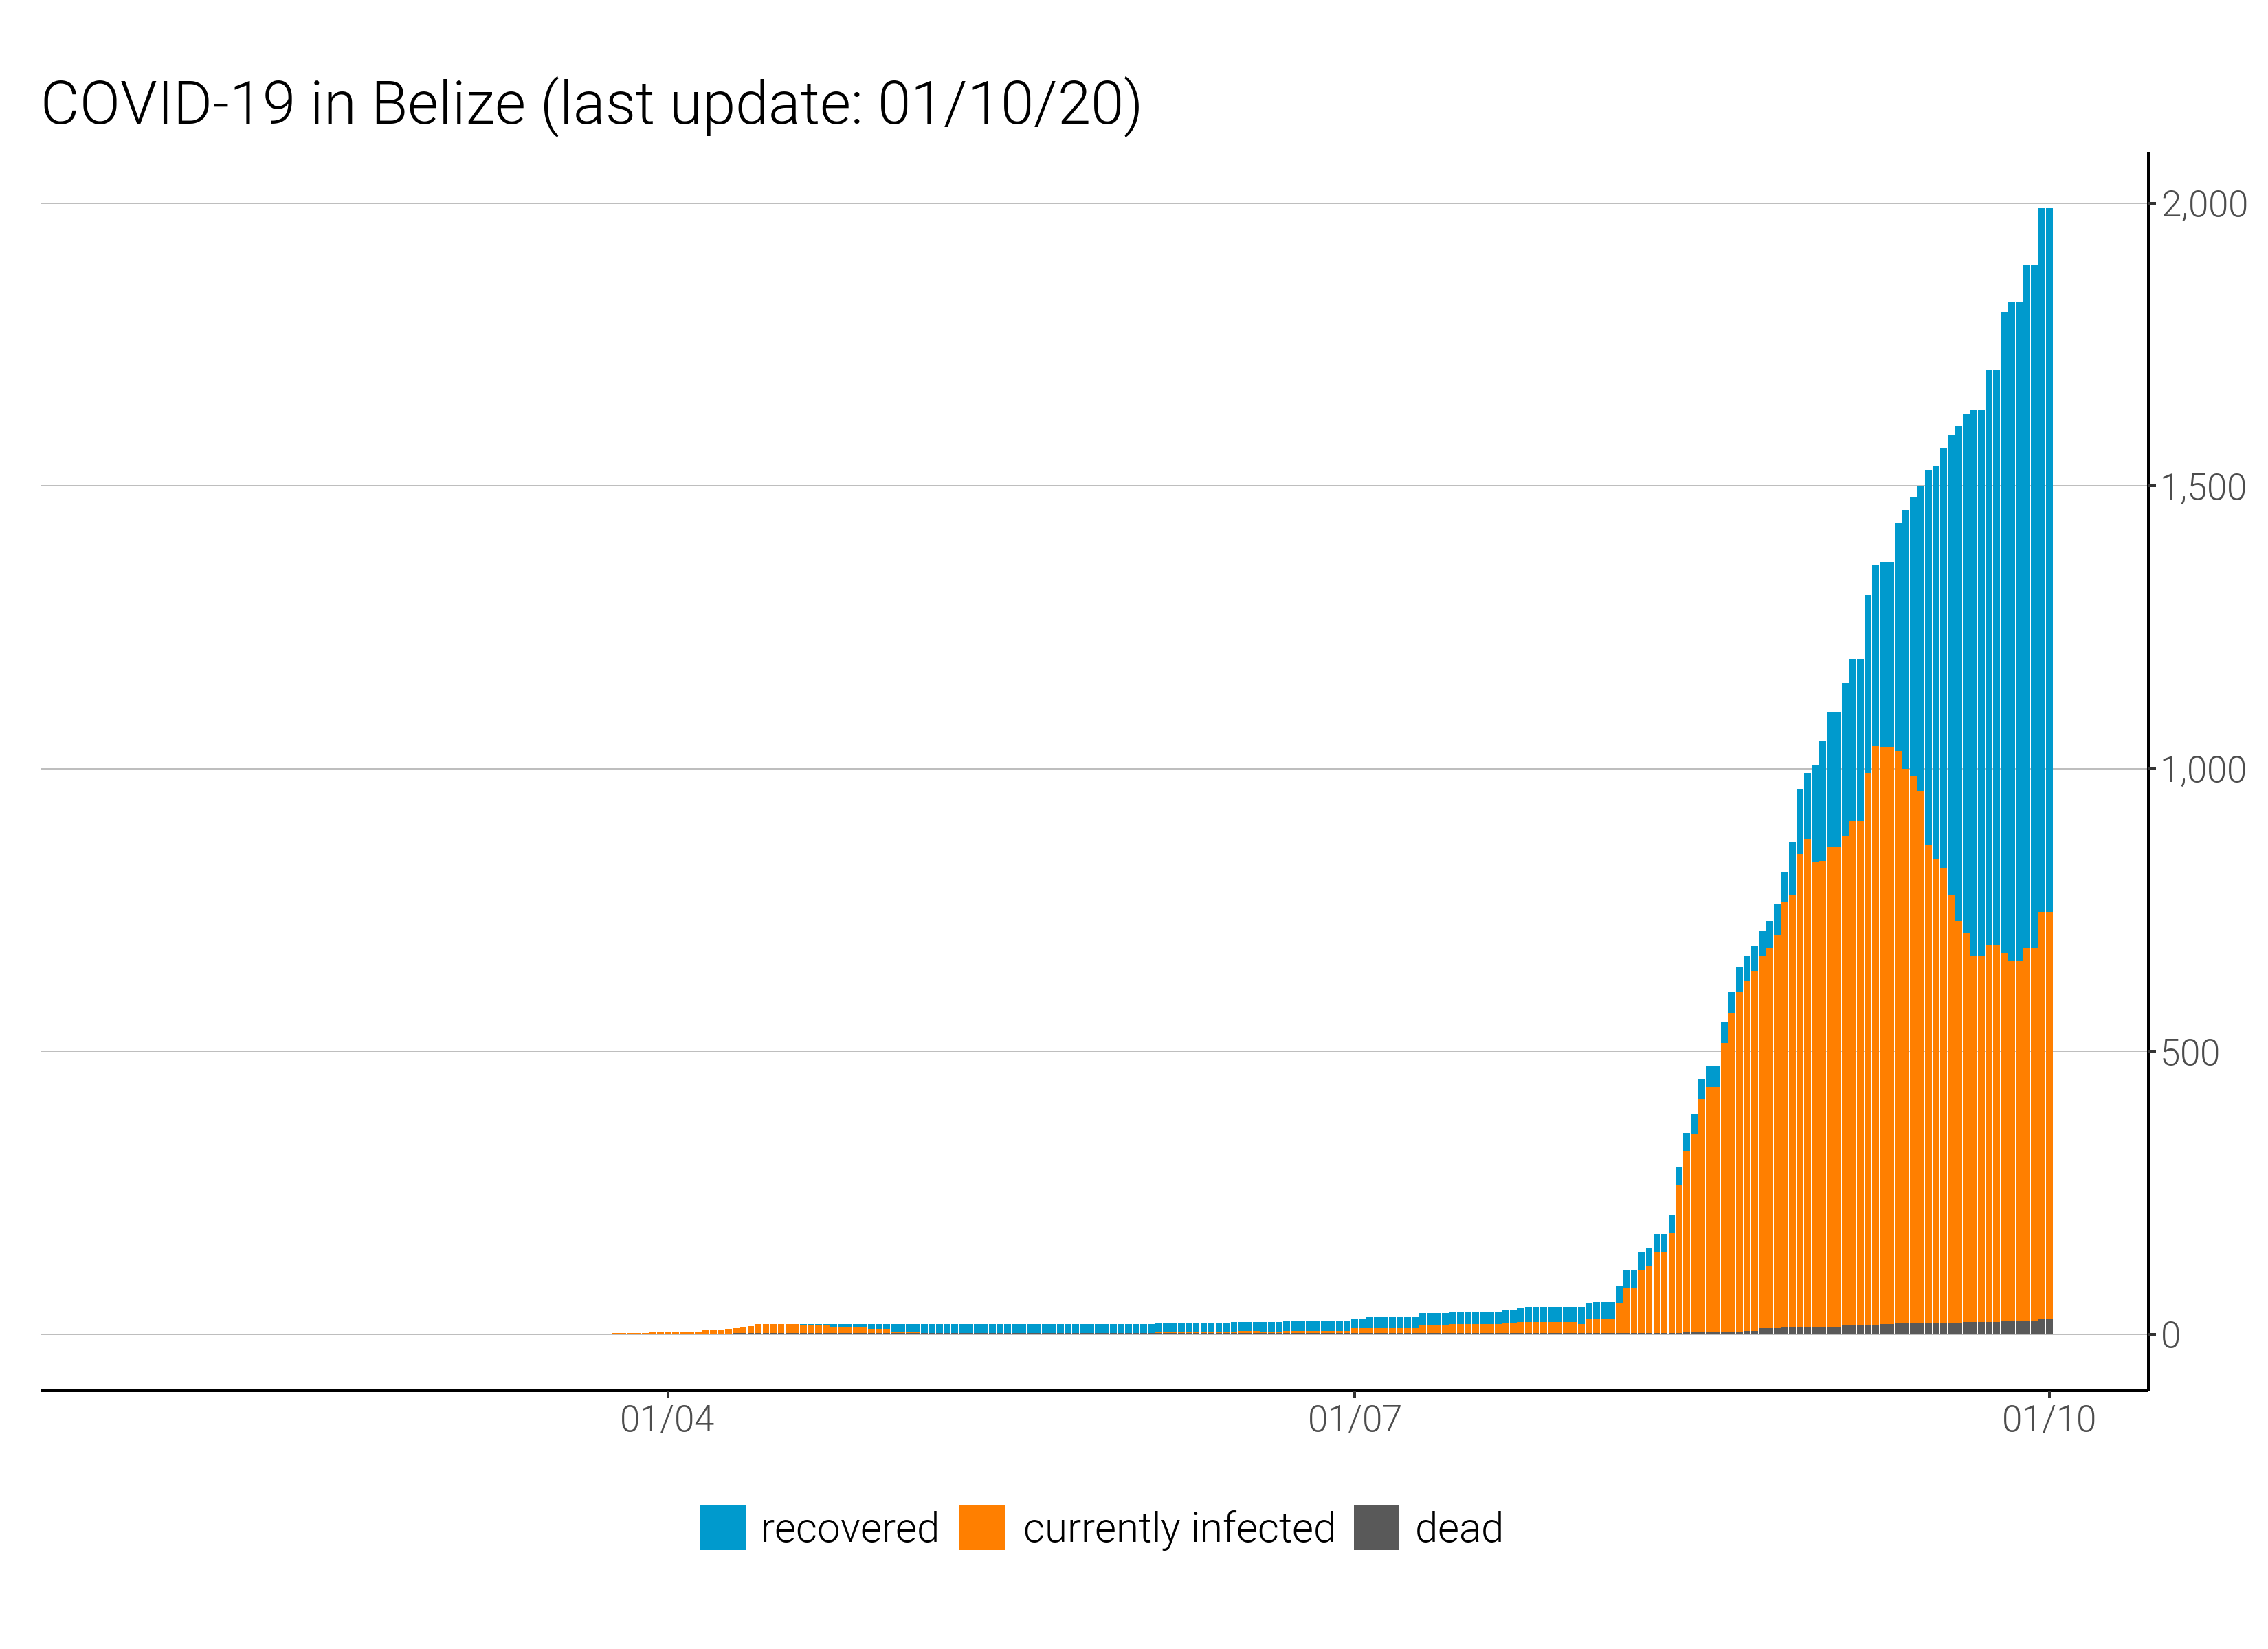 COVID-19 in Belize (last update: 01/10/20)
2,000
1,500
1,000
500
0
01/04 01/07 01/10
recovered currently infected dead